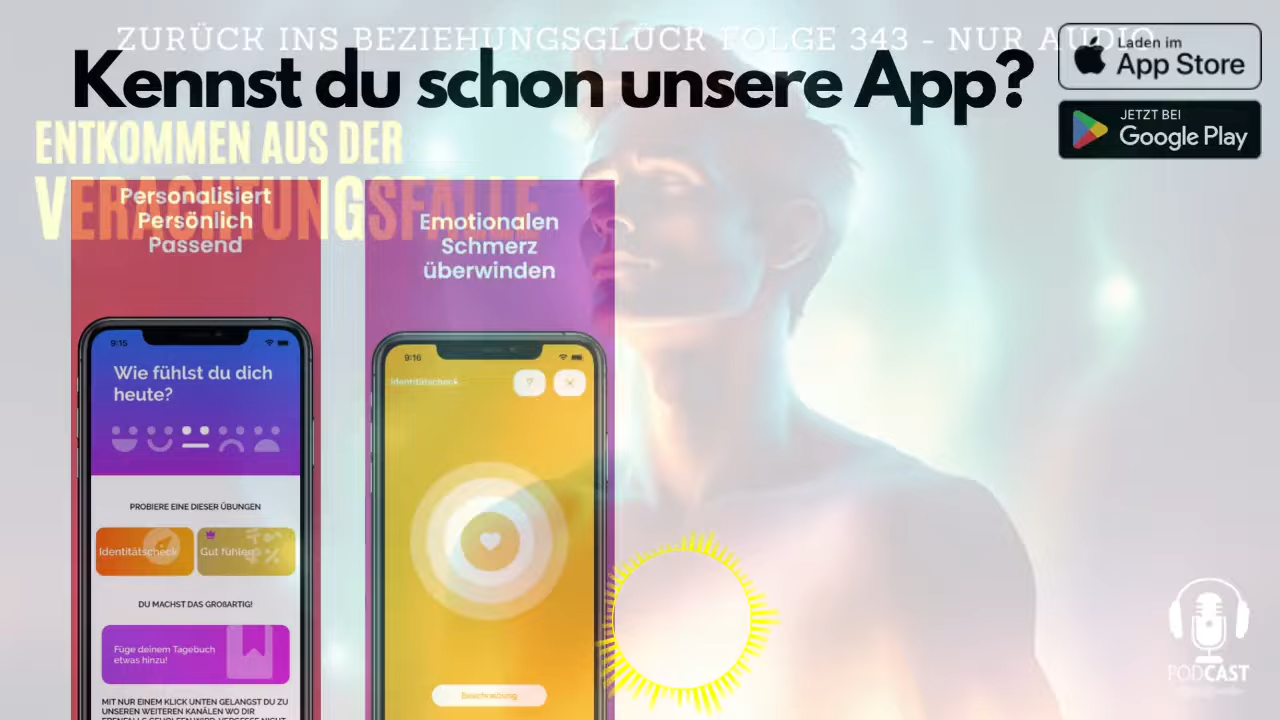 ZURÜCK INS BEZIEHUNGSGLÜCK FOLGE 343 - NUR AUDIO
Kennst du schon unsere App?
Laden im
App Store
JETZT BEI
Google Play
ENTKOMMEN AUS DER
VERACHTUNGSFALLE
Personalisiert
Persönlich
Passend
9:15
Wie fühlst du dich
heute?
PROBIERE EINE DIESER ÜBUNGEN
Identitätscheck
Gut fühlen
DU MACHST DAS GROßARTIG!
Füge deinem Tagebuch
etwas hinzu!
MIT NUR EINEM KLICK UNTEN GELANGST DU ZU
UNSEREN WEITEREN KANÄLEN WO DIR
Emotionalen
Schmerz
überwinden
9:16
Identitätscheck
?
Beschreibung
PODCAST